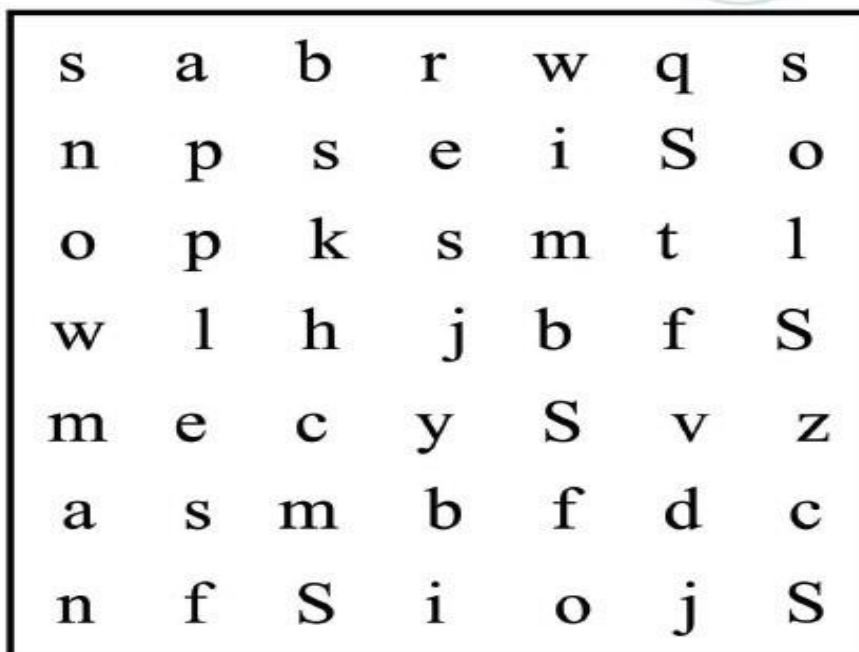 s a b r w q s
n p s e i S o
o p k s m t l
w l h j b f S
m e c y S v z
a s m b f d c
n f S i o j S